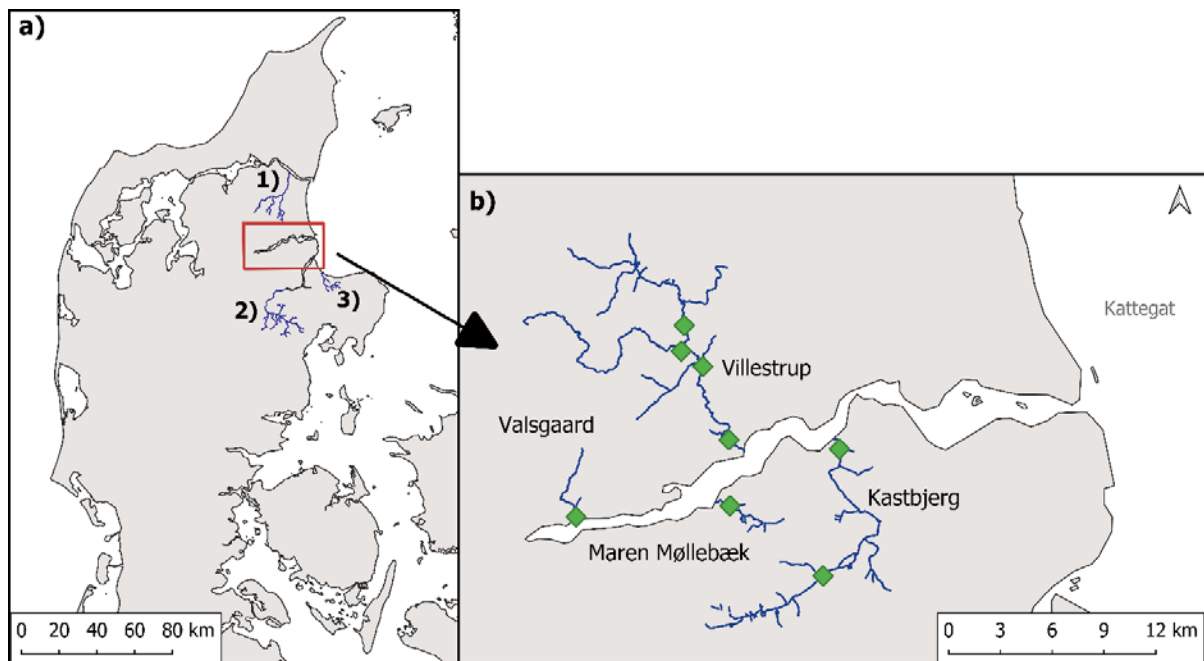 a)
1)
2)
3)
0 20 40 60 80 km
b)
Kattegat
Villestrup
Valsgaard
Kastbjerg
Maren Møllebæk
0 3 6 9 12 km